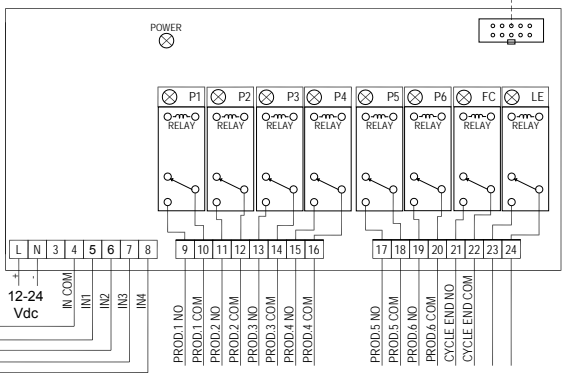 POWER
P1 P2 P3 P4 P5 P6 FC LE
RELAY RELAY RELAY RELAY RELAY RELAY RELAY RELAY
L N 3 4 5 6 7 8 9 10 11 12 13 14 15 16 17 18 19 20 21 22 23 24
+ -
12-24
Vdc
IN COM
IN1
IN2
IN3
IN4
PROD.1 NO
PROD.1 COM
PROD.2 NO
PROD.2 COM
PROD.3 NO
PROD.3 COM
PROD.4 NO
PROD.4 COM
PROD.5 NO
PROD.5 COM
PROD.6 NO
PROD.6 COM
CYCLE END NO
CYCLE END COM